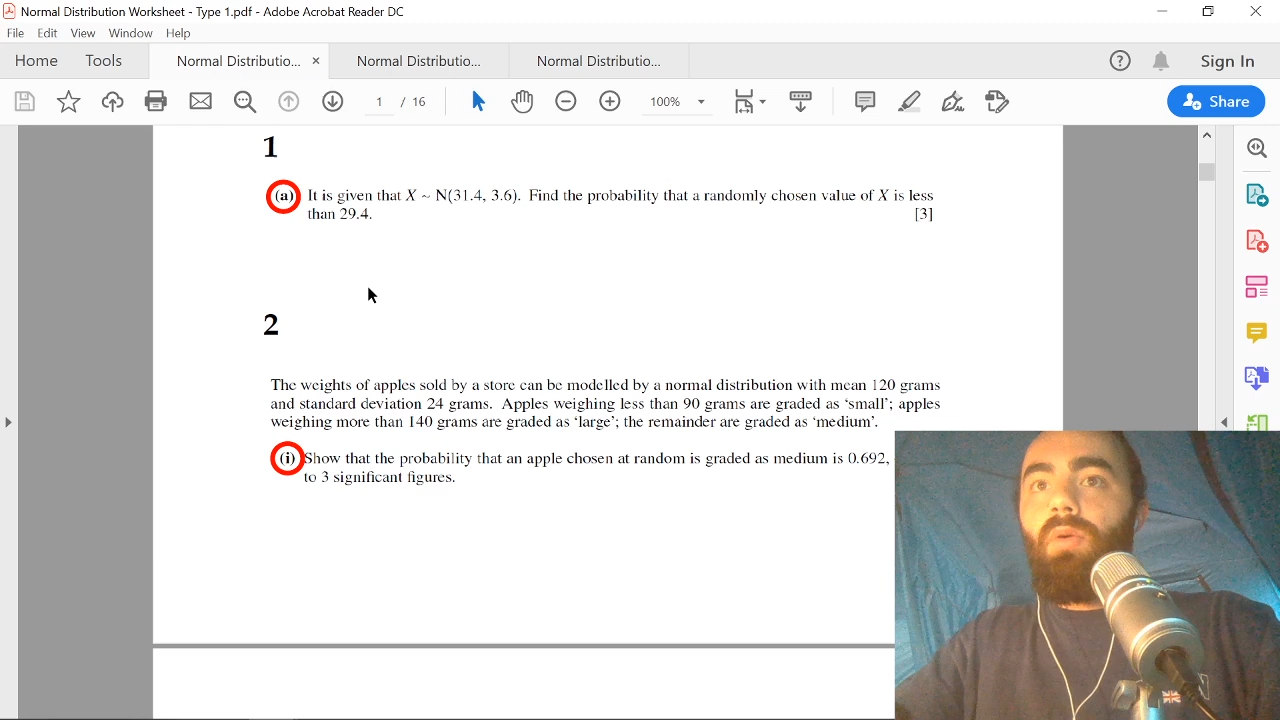 Normal Distribution Worksheet - Type 1.pdf - Adobe Acrobat Reader DC
File Edit View Window Help
Home Tools Normal Distributio... × Normal Distributio... Normal Distributio... Sign In
1 / 16 100% Share
1
(a) It is given that X ~ N(31.4, 3.6). Find the probability that a randomly chosen value of X is less
than 29.4. [3]
2
The weights of apples sold by a store can be modelled by a normal distribution with mean 120 grams
and standard deviation 24 grams. Apples weighing less than 90 grams are graded as ‘small’; apples
weighing more than 140 grams are graded as ‘large’; the remainder are graded as ‘medium’.
(i) Show that the probability that an apple chosen at random is graded as medium is 0.692,
to 3 significant figures.